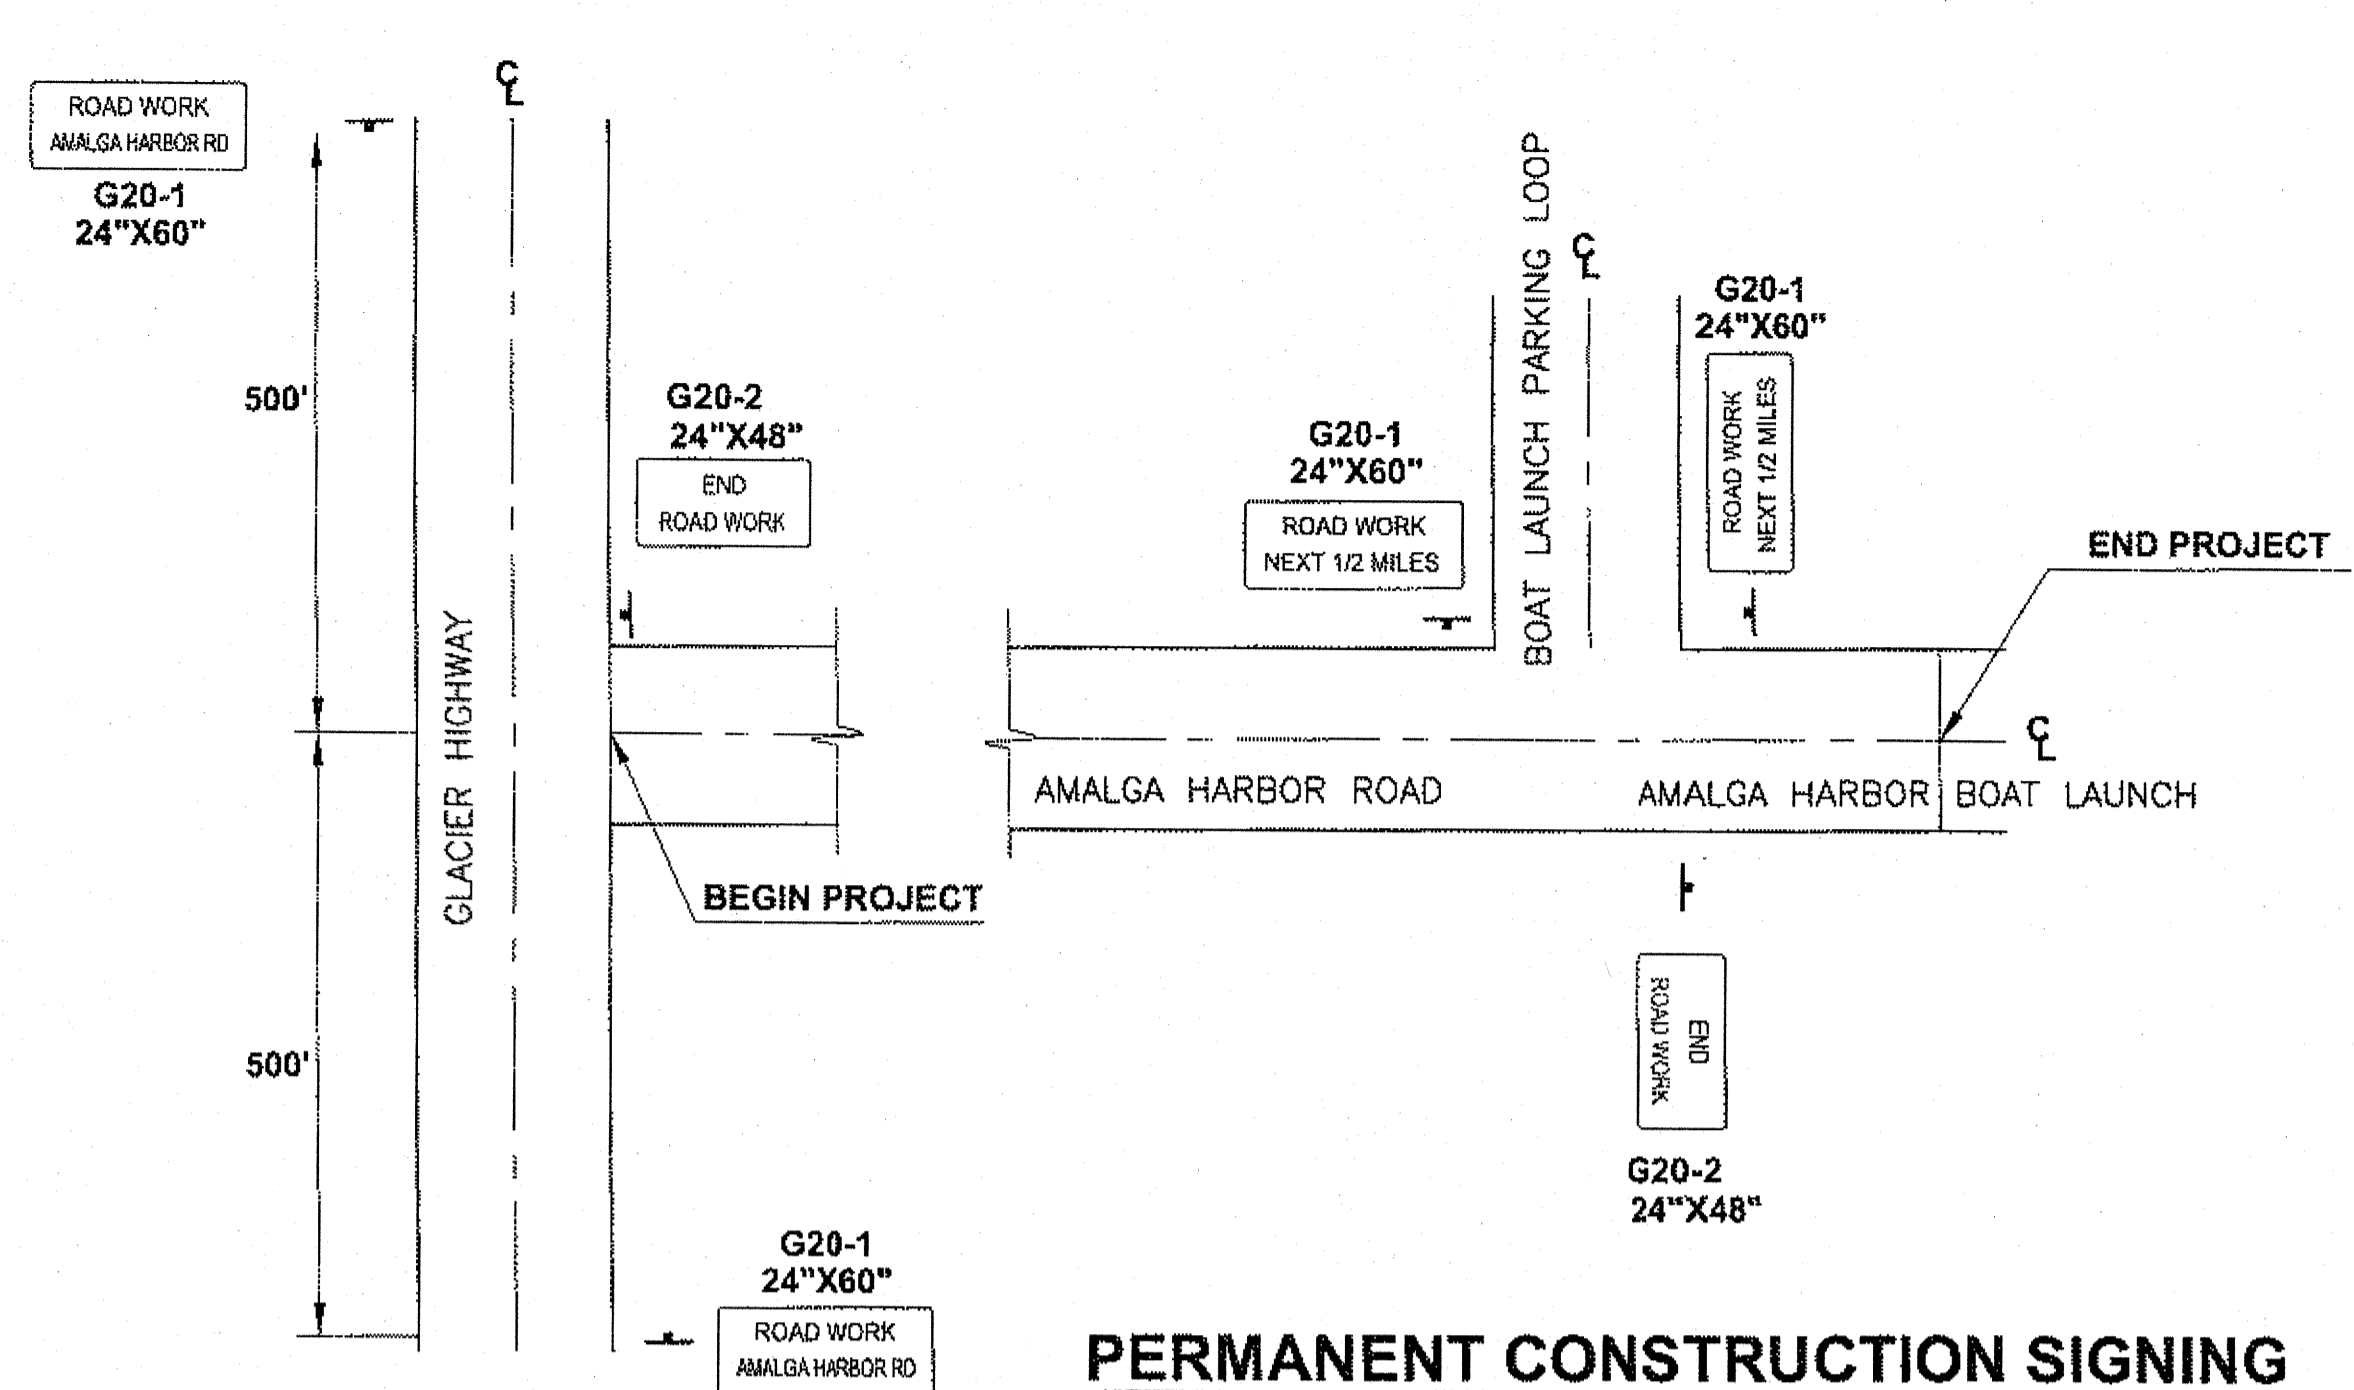 ROAD WORK
AMALGA HARBOR RD
G20-1
24"X60"
℄
500'
GLACIER HIGHWAY
500'
G20-2
24"X48"
END
ROAD WORK
BEGIN PROJECT
G20-1
24"X60"
ROAD WORK
AMALGA HARBOR RD
G20-1
24"X60"
ROAD WORK
NEXT 1/2 MILES
BOAT LAUNCH PARKING LOOP
℄
G20-1
24"X60"
ROAD WORK
NEXT 1/2 MILES
END PROJECT
℄
AMALGA HARBOR ROAD
AMALGA HARBOR BOAT LAUNCH
END
ROAD WORK
G20-2
24"X48"
PERMANENT CONSTRUCTION SIGNING